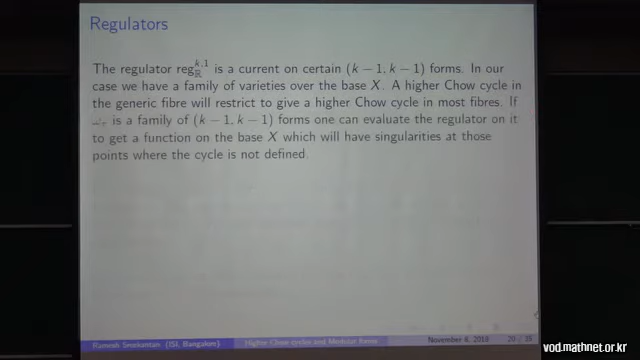 Regulators
The regulator reg_ℝ^{k,1} is a current on certain (k − 1, k − 1) forms. In our
case we have a family of varieties over the base X. A higher Chow cycle in
the generic fibre will restrict to give a higher Chow cycle in most fibres. If
ω_τ is a family of (k − 1, k − 1) forms one can evaluate the regulator on it
to get a function on the base X which will have singularities at those
points where the cycle is not defined.
Ramesh Sreekantan (ISI, Bangalore) Higher Chow cycles and Modular Forms November 6, 2018 20 /
vod.mathnet.or.kr